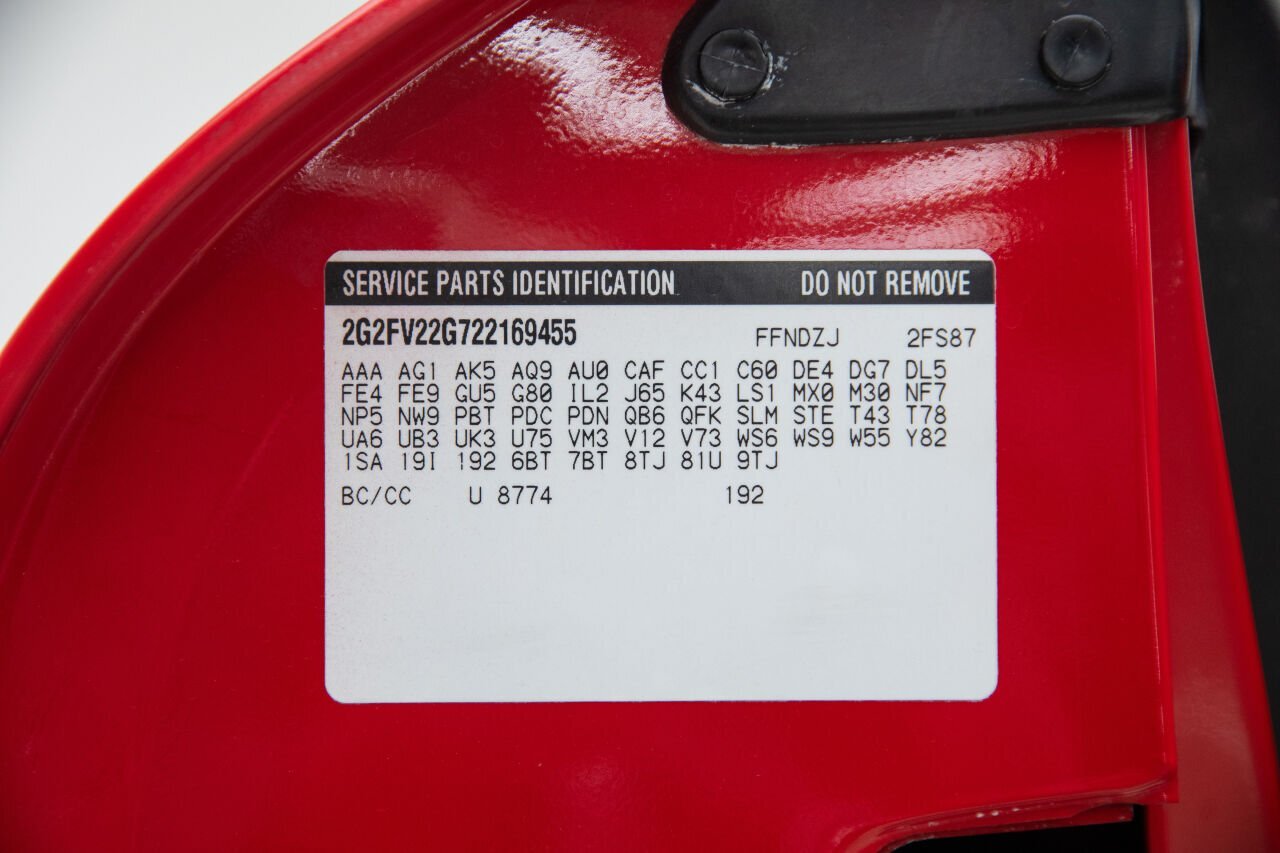 SERVICE PARTS IDENTIFICATION DO NOT REMOVE
2G2FV22G722169455 FFNDZJ 2FS87
AAA AG1 AK5 AQ9 AU0 CAF CC1 C60 DE4 DG7 DL5
FE4 FE9 GU5 G80 IL2 J65 K43 LS1 MX0 M30 NF7
NP5 NW9 PBT PDC PDN QB6 QFK SLM STE T43 T78
UA6 UB3 UK3 U75 VM3 V12 V73 WS6 WS9 W55 Y82
1SA 19I 192 6BT 7BT 8TJ 81U 9TJ
BC/CC U 8774 192